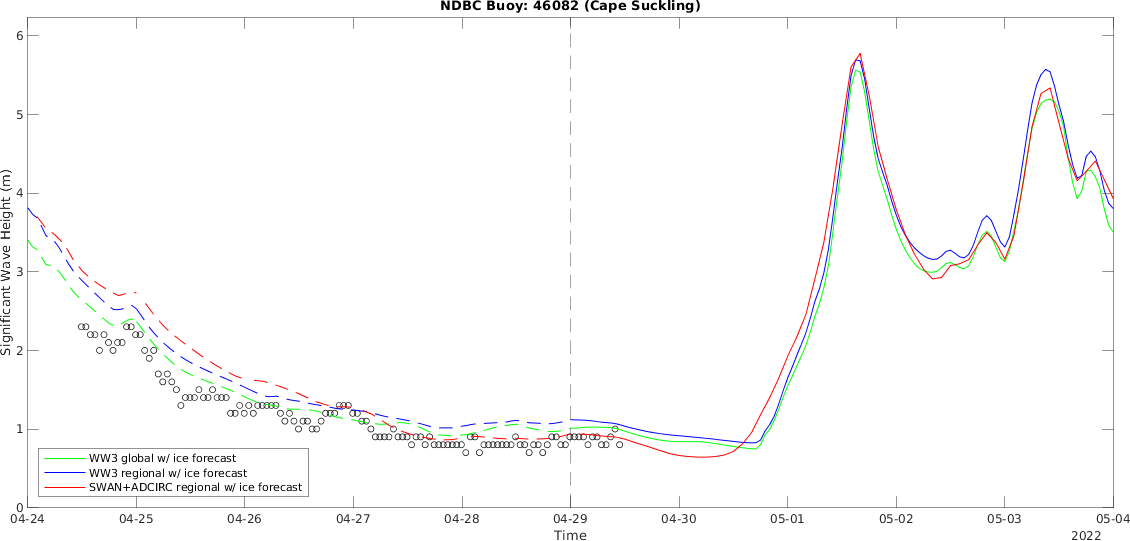 NDBC Buoy: 46082 (Cape Suckling)
6
5
4
3
2
1
0
Significant Wave Height (m)
WW3 global w/ ice forecast
WW3 regional w/ ice forecast
SWAN+ADCIRC regional w/ ice forecast
04-24 04-25 04-26 04-27 04-28 04-29 04-30 05-01 05-02 05-03 05-04
Time
2022